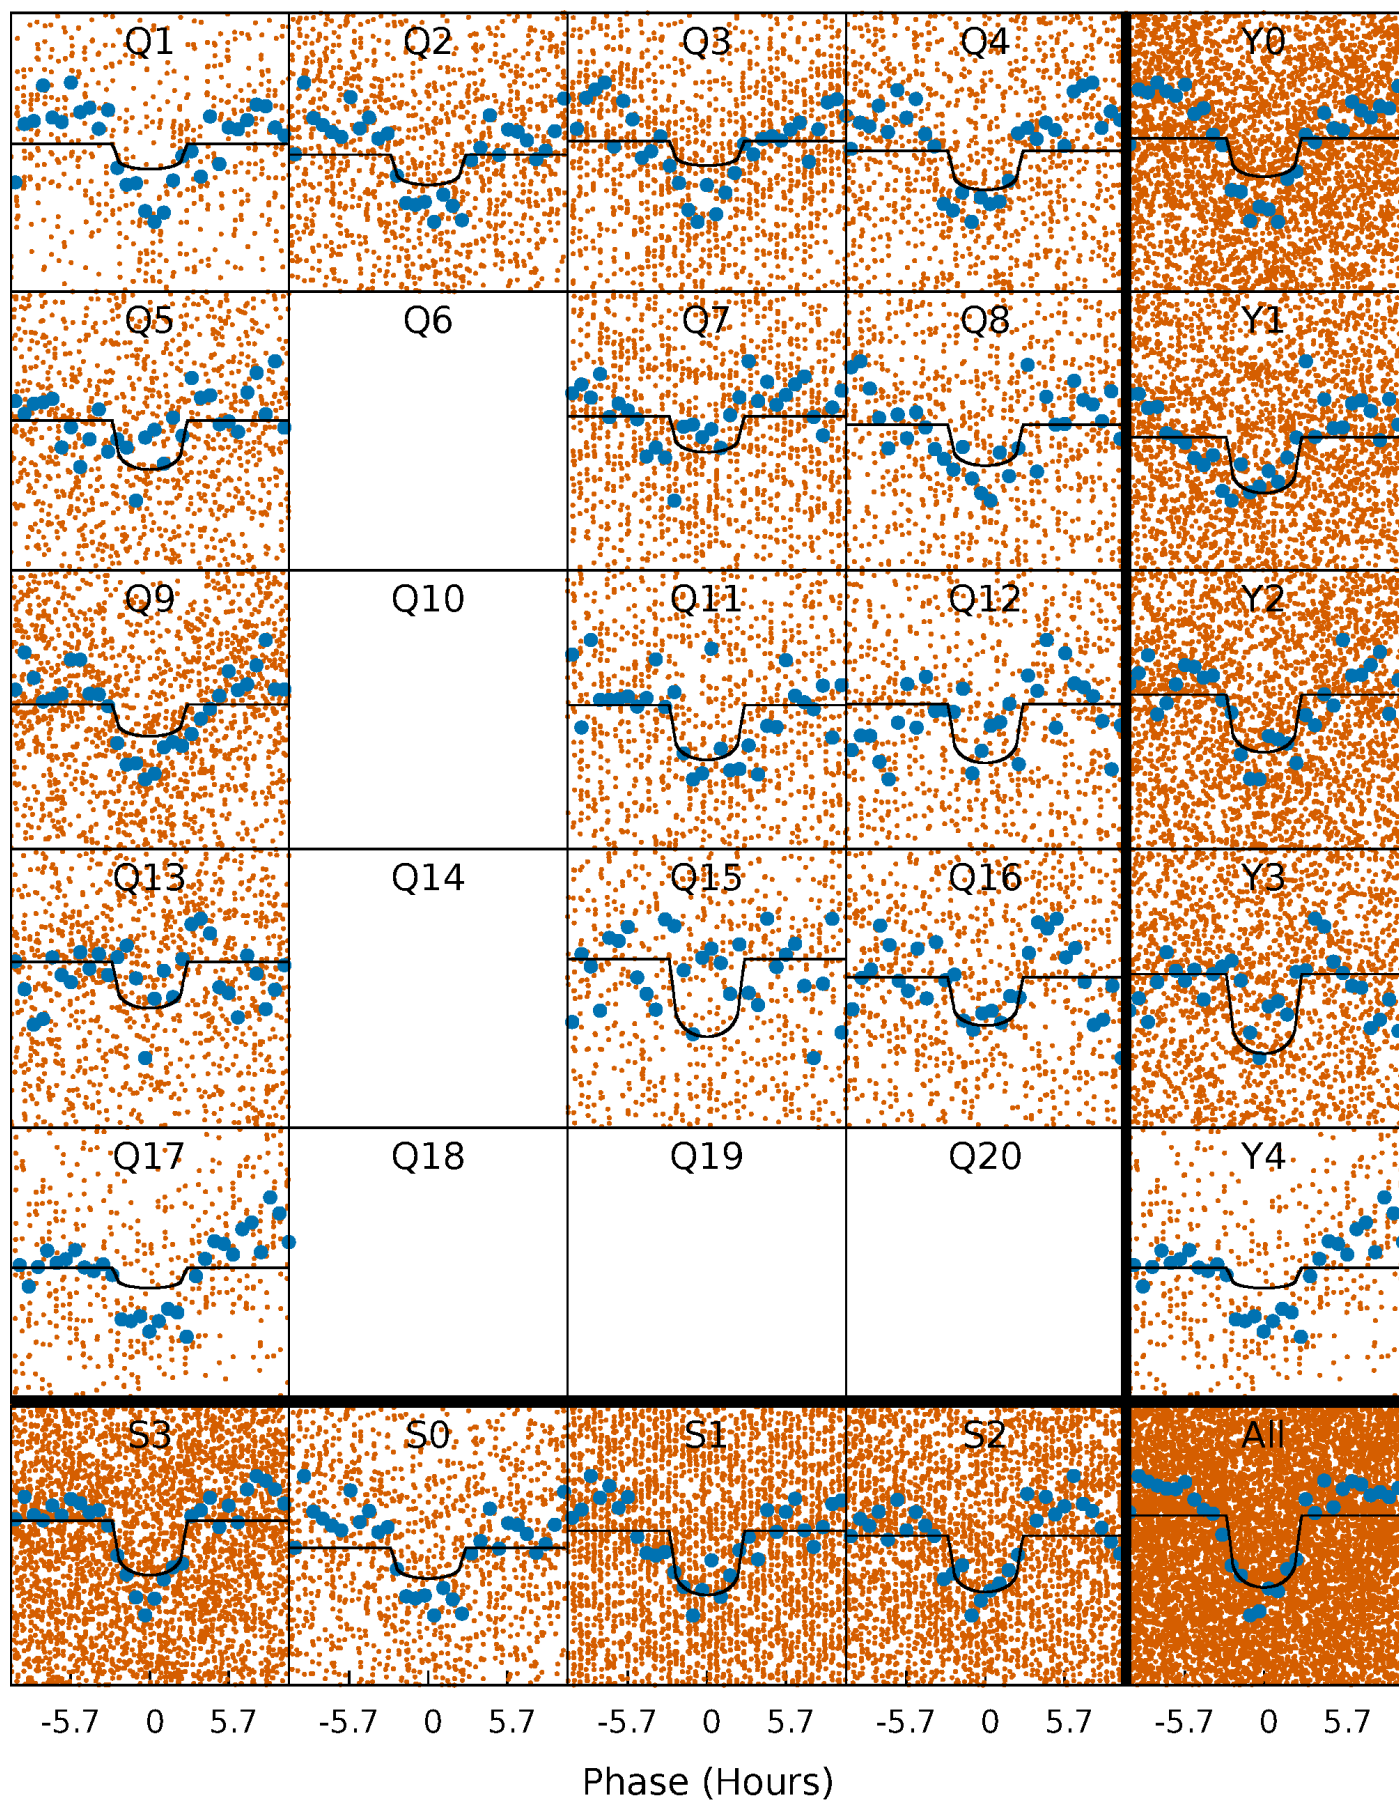 Q1 Q2 Q3 Q4 Y0
Q5 Q6 Q7 Q8 Y1
Q9 Q10 Q11 Q12 Y2
Q13 Q14 Q15 Q16 Y3
Q17 Q18 Q19 Q20 Y4
S3 S0 S1 S2 All
-5.7 0 5.7 -5.7 0 5.7 -5.7 0 5.7 -5.7 0 5.7 -5.7 0 5.7
Phase (Hours)